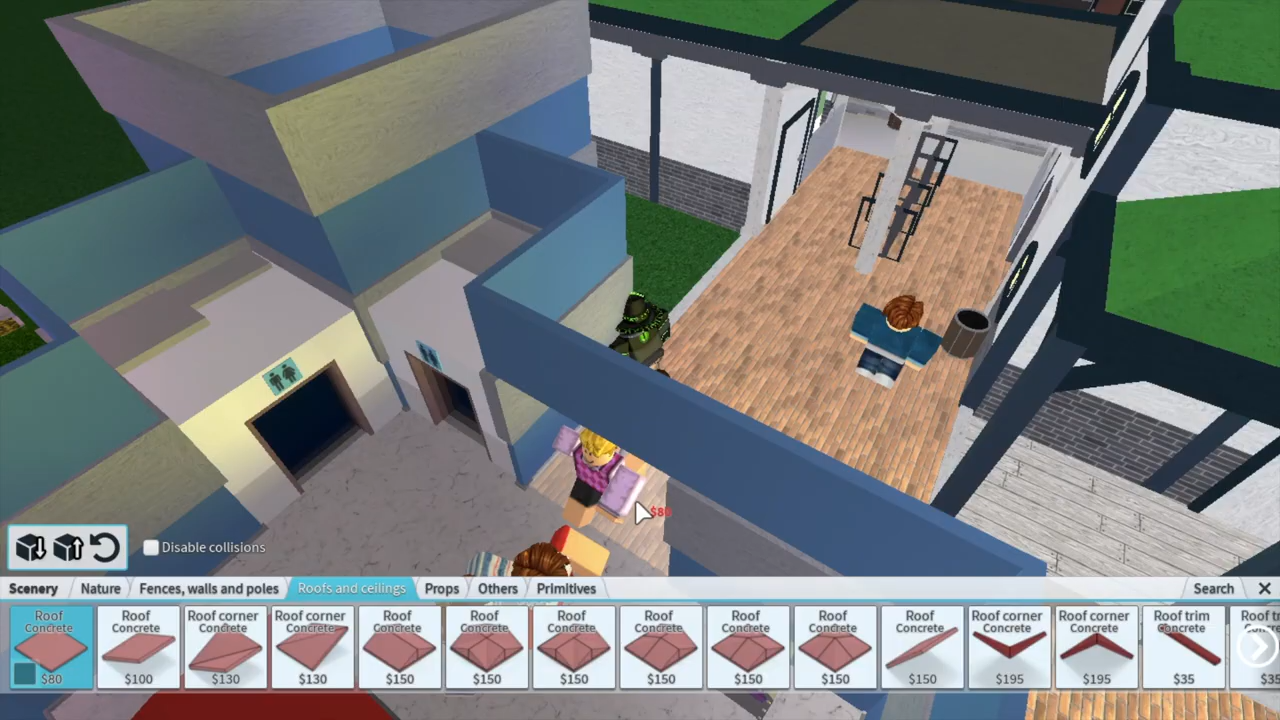 $80
Disable collisions
Scenery Nature Fences, walls and poles Roofs and ceilings Props Others Primitives Search
Roof Concrete $80
Roof Concrete $100
Roof corner Concrete $130
Roof corner Concrete $130
Roof Concrete $150
Roof Concrete $150
Roof Concrete $150
Roof Concrete $150
Roof Concrete $150
Roof Concrete $150
Roof Concrete $150
Roof corner Concrete $195
Roof corner Concrete $195
Roof trim Concrete $35